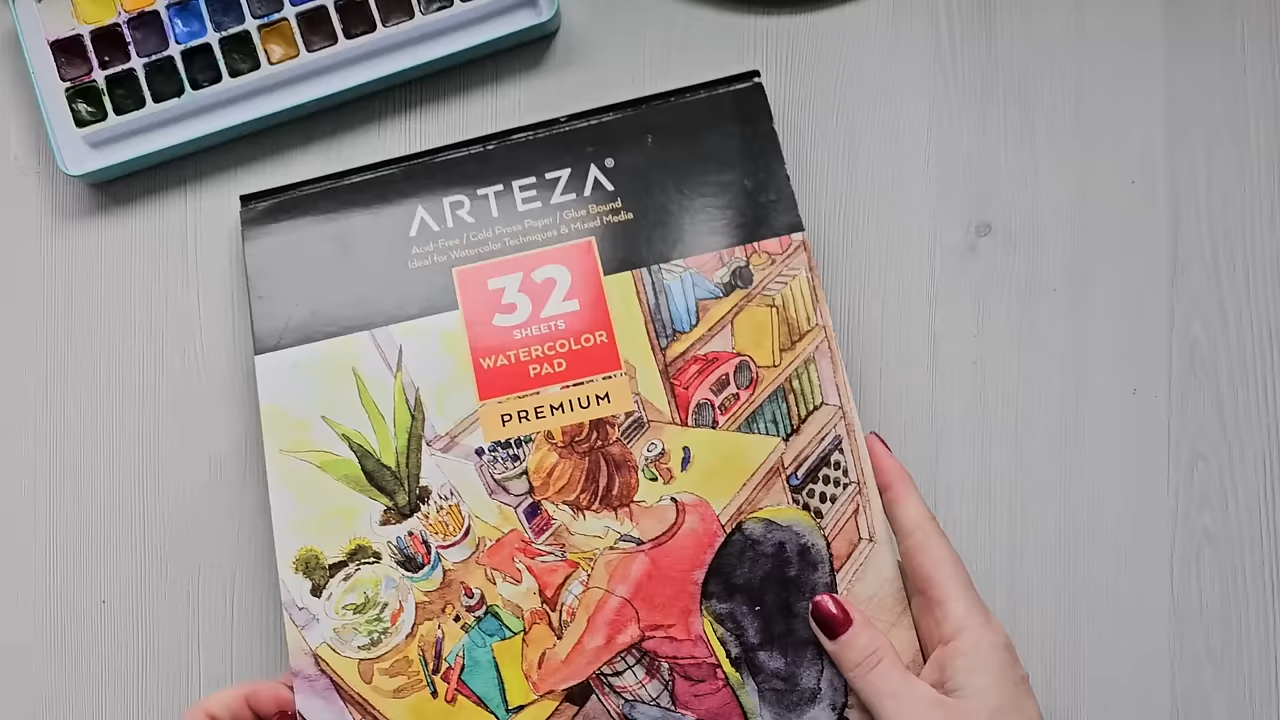 ARTEZA®
Acid-Free / Cold Press Paper / Glue Bound
Ideal for Watercolor Techniques & Mixed Media
32
SHEETS
WATERCOLOR
PAD
PREMIUM